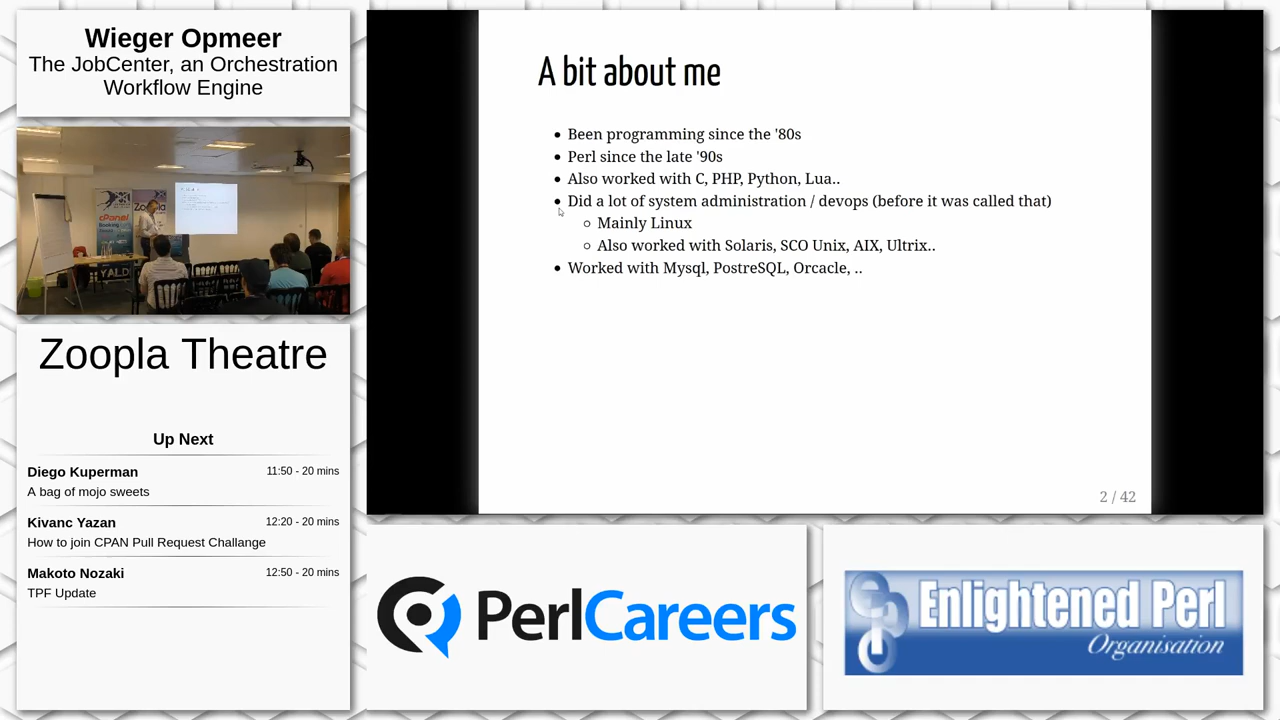 Wieger Opmeer
The JobCenter, an Orchestration
Workflow Engine
cPanel
Zoopla Theatre
Up Next
Diego Kuperman 11:50 - 20 mins
A bag of mojo sweets
Kivanc Yazan 12:20 - 20 mins
How to join CPAN Pull Request Challange
Makoto Nozaki 12:50 - 20 mins
TPF Update
A bit about me
• Been programming since the '80s
• Perl since the late '90s
• Also worked with C, PHP, Python, Lua..
• Did a lot of system administration / devops (before it was called that)
◦ Mainly Linux
◦ Also worked with Solaris, SCO Unix, AIX, Ultrix..
• Worked with Mysql, PostreSQL, Orcacle, ..
2 / 42
PerlCareers
Enlightened Perl
Organisation